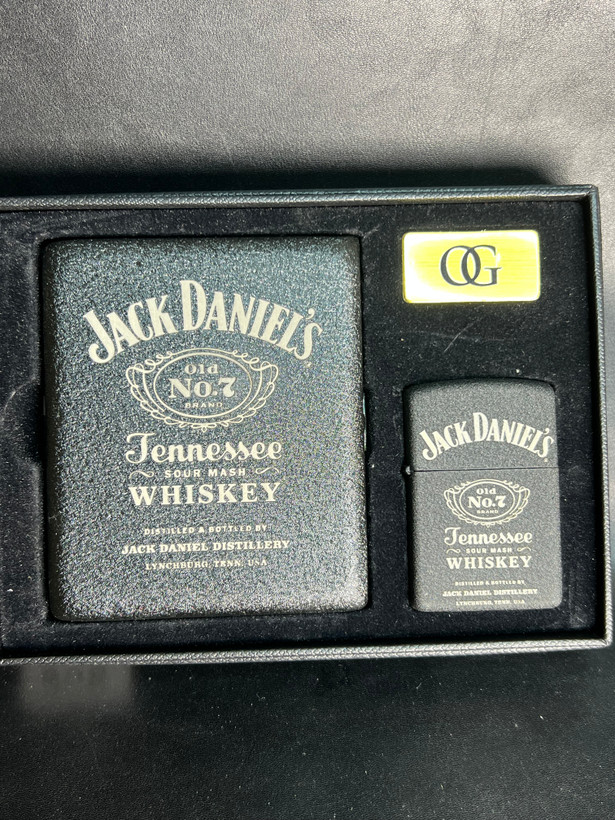 JACK DANIEL'S
Old
No.7
BRAND
Tennessee
SOUR MASH
WHISKEY
DISTILLED & BOTTLED BY
JACK DANIEL DISTILLERY
LYNCHBURG, TENN. USA
OG
JACK DANIEL'S
Old
No.7
BRAND
Tennessee
SOUR MASH
WHISKEY
DISTILLED & BOTTLED BY
JACK DANIEL DISTILLERY
LYNCHBURG, TENN. USA